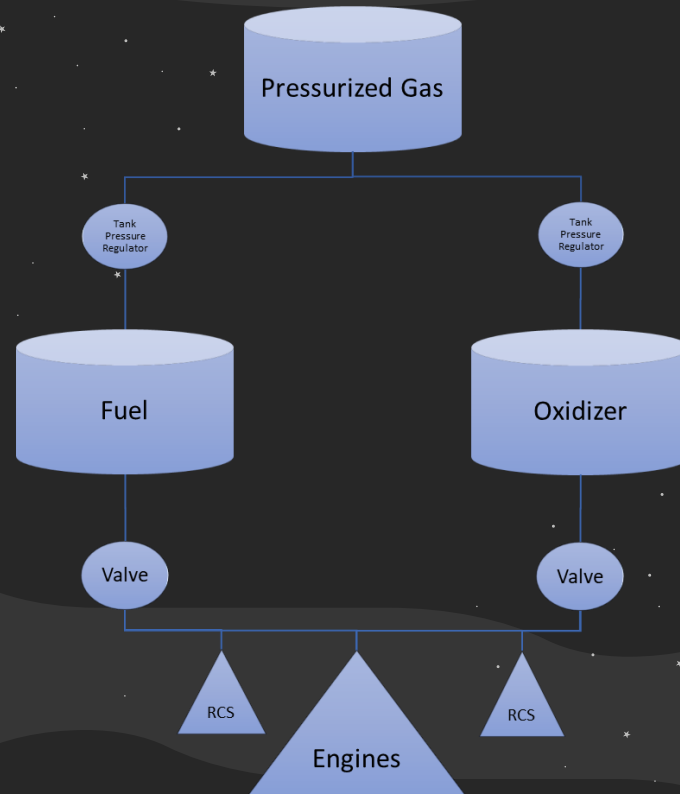 Pressurized Gas
Tank
Pressure
Regulator
Tank
Pressure
Regulator
Fuel
Oxidizer
Valve
Valve
RCS
RCS
Engines